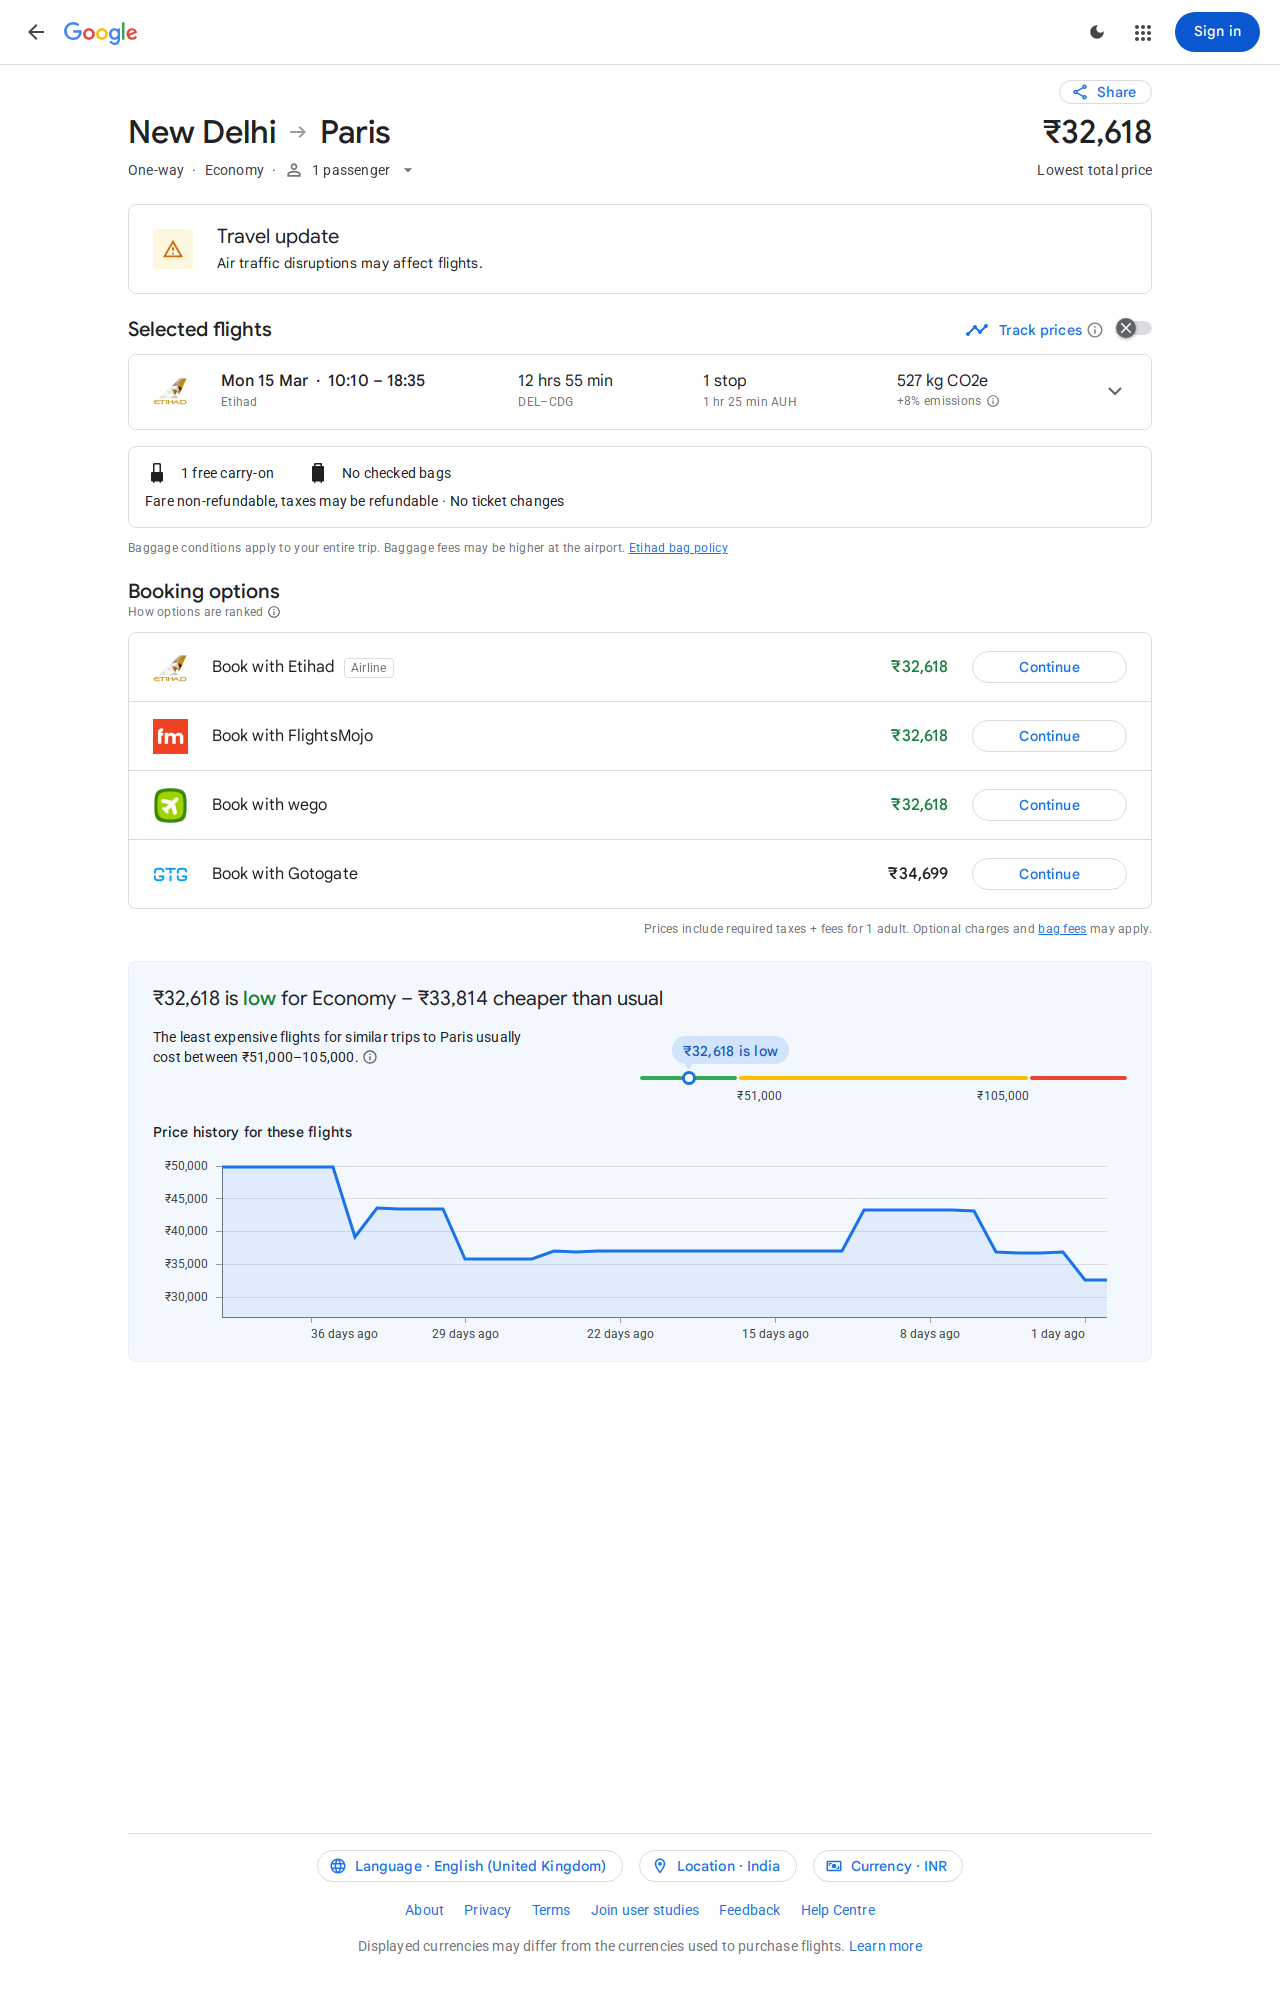 Google
Sign in
Share
New Delhi → Paris
₹32,618
One-way · Economy · 1 passenger
Lowest total price
Travel update
Air traffic disruptions may affect flights.
Selected flights
Track prices
ETIHAD
Mon 15 Mar · 10:10 – 18:35
12 hrs 55 min
1 stop
527 kg CO2e
Etihad
DEL–CDG
1 hr 25 min AUH
+8% emissions
1 free carry-on
No checked bags
Fare non-refundable, taxes may be refundable · No ticket changes
Baggage conditions apply to your entire trip. Baggage fees may be higher at the airport. Etihad bag policy
Booking options
How options are ranked
ETIHAD
Book with Etihad Airline
₹32,618
Continue
fm
Book with FlightsMojo
₹32,618
Continue
Book with wego
₹32,618
Continue
GTG
Book with Gotogate
₹34,699
Continue
Prices include required taxes + fees for 1 adult. Optional charges and bag fees may apply.
₹32,618 is low for Economy – ₹33,814 cheaper than usual
The least expensive flights for similar trips to Paris usually
cost between ₹51,000–105,000.
₹32,618 is low
₹51,000
₹105,000
Price history for these flights
₹50,000
₹45,000
₹40,000
₹35,000
₹30,000
36 days ago
29 days ago
22 days ago
15 days ago
8 days ago
1 day ago
Language · English (United Kingdom)
Location · India
Currency · INR
About
Privacy
Terms
Join user studies
Feedback
Help Centre
Displayed currencies may differ from the currencies used to purchase flights. Learn more